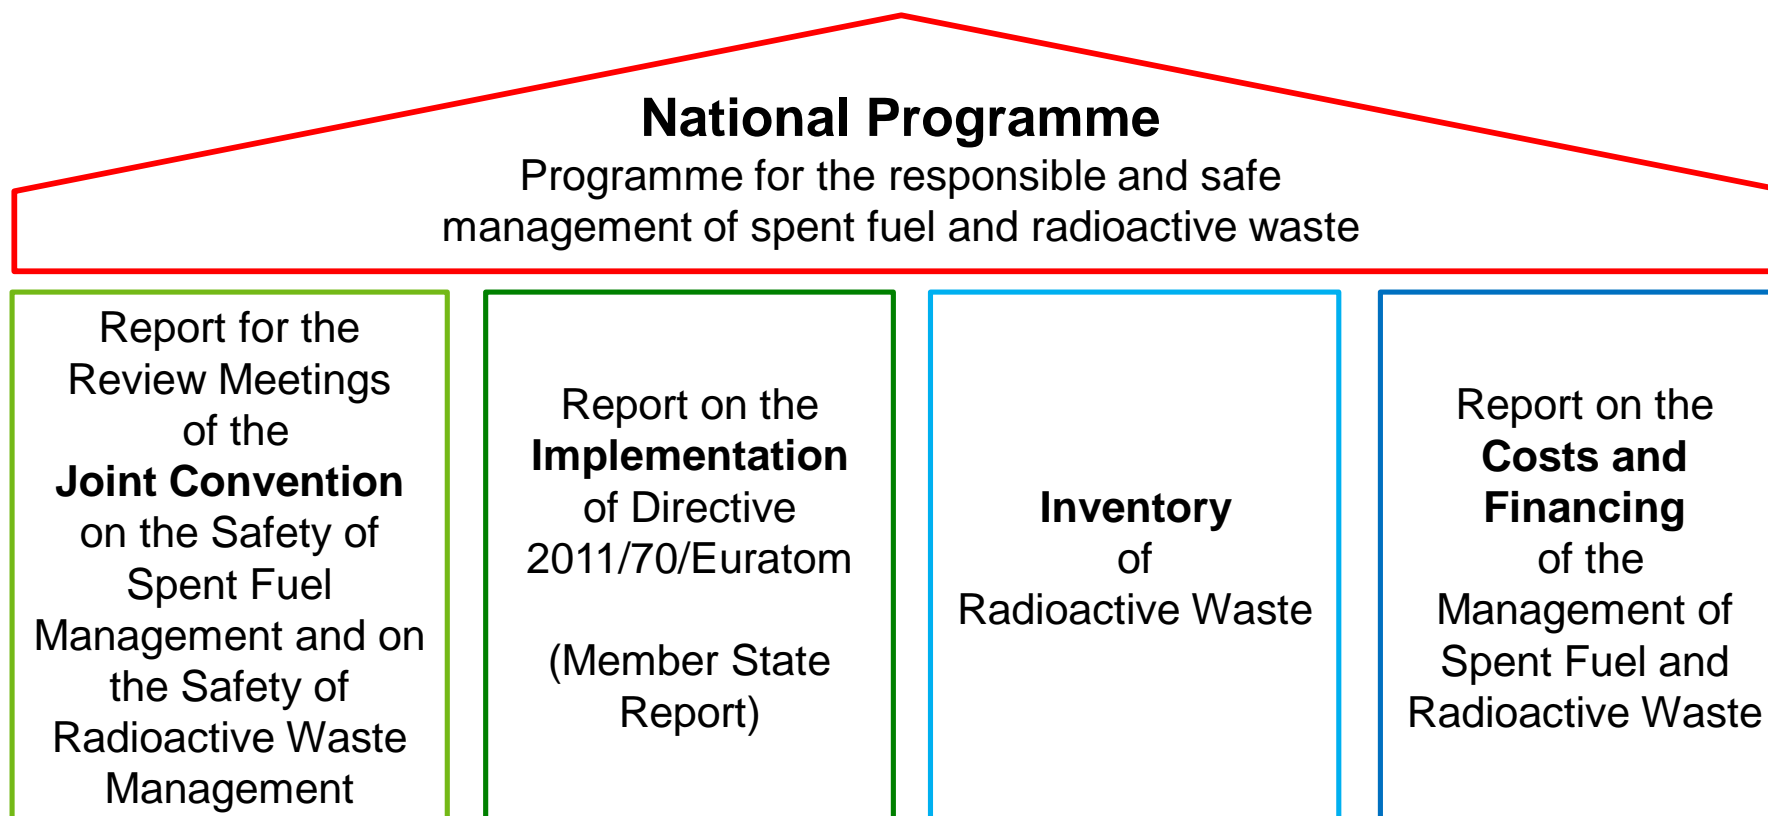 National Programme
Programme for the responsible and safe
management of spent fuel and radioactive waste
Report for the
Review Meetings
of the
Joint Convention
on the Safety of
Spent Fuel
Management and on
the Safety of
Radioactive Waste
Management
Report on the
Implementation
of Directive
2011/70/Euratom
(Member State
Report)
Inventory
of
Radioactive Waste
Report on the
Costs and
Financing
of the
Management of
Spent Fuel and
Radioactive Waste